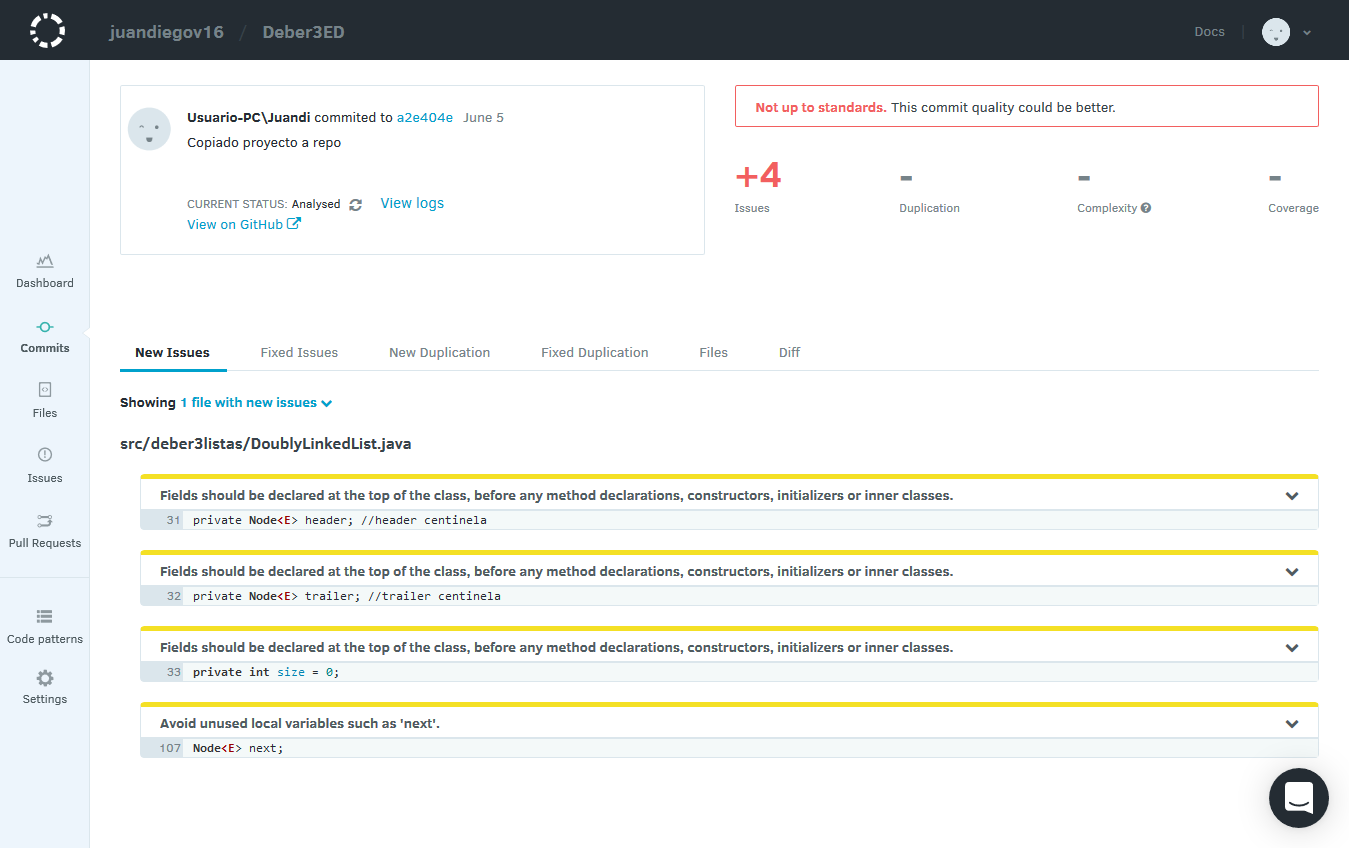 juandiegov16 / Deber3ED
Docs
Usuario-PC\Juandi commited to a2e404e June 5
Copiado proyecto a repo
CURRENT STATUS: Analysed View logs
View on GitHub
Not up to standards. This commit quality could be better.
+4 - - -
Issues Duplication Complexity ? Coverage
Dashboard
Commits
Files
Issues
Pull Requests
Code patterns
Settings
New Issues Fixed Issues New Duplication Fixed Duplication Files Diff
Showing 1 file with new issues
src/deber3listas/DoublyLinkedList.java
Fields should be declared at the top of the class, before any method declarations, constructors, initializers or inner classes.
31 private Node<E> header; //header centinela
Fields should be declared at the top of the class, before any method declarations, constructors, initializers or inner classes.
32 private Node<E> trailer; //trailer centinela
Fields should be declared at the top of the class, before any method declarations, constructors, initializers or inner classes.
33 private int size = 0;
Avoid unused local variables such as 'next'.
107 Node<E> next;